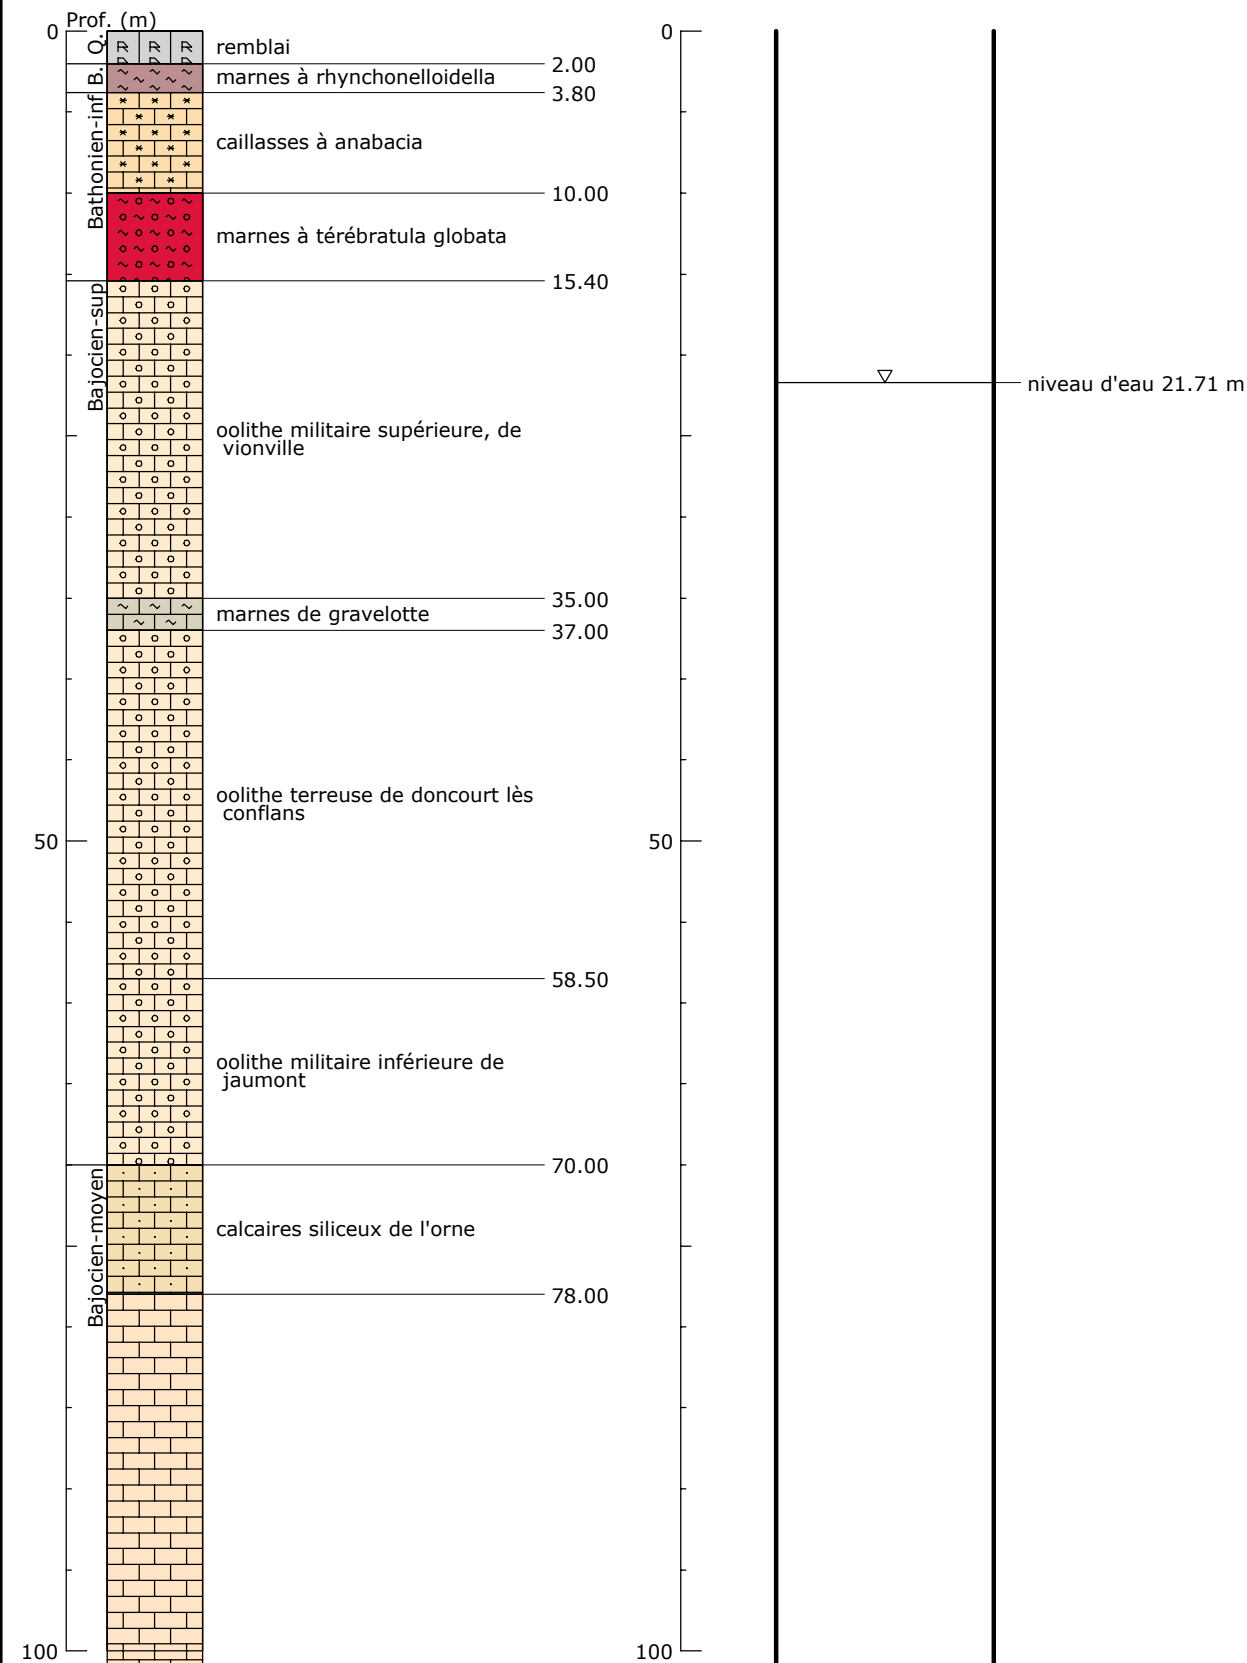 Prof. (m)
0
Q.
remblai
2.00
B.
marnes à rhynchonelloidella
3.80
Bathonien-inf
caillasses à anabacia
10.00
marnes à térébratula globata
15.40
Bajocien-sup
oolithe militaire supérieure, de
vionville
35.00
marnes de gravelotte
37.00
oolithe terreuse de doncourt lès
conflans
50
58.50
oolithe militaire inférieure de
jaumont
70.00
Bajocien-moyen
calcaires siliceux de l'orne
78.00
100
0
niveau d'eau 21.71 m
50
100